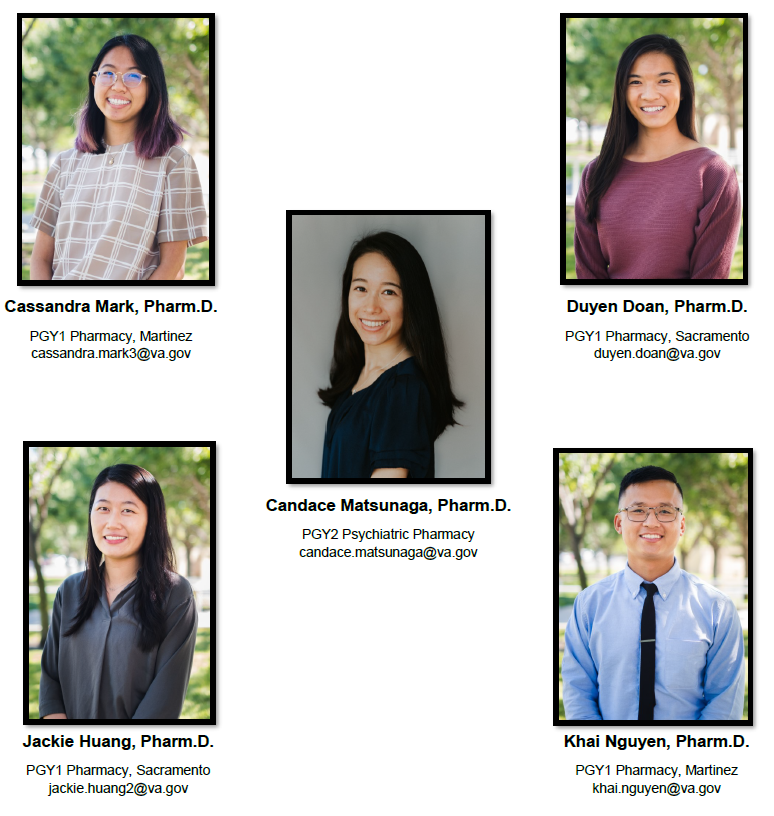 Cassandra Mark, Pharm.D.
PGY1 Pharmacy, Martinez
cassandra.mark3@va.gov
Duyen Doan, Pharm.D.
PGY1 Pharmacy, Sacramento
duyen.doan@va.gov
Candace Matsunaga, Pharm.D.
PGY2 Psychiatric Pharmacy
candace.matsunaga@va.gov
Jackie Huang, Pharm.D.
PGY1 Pharmacy, Sacramento
jackie.huang2@va.gov
Khai Nguyen, Pharm.D.
PGY1 Pharmacy, Martinez
khai.nguyen@va.gov